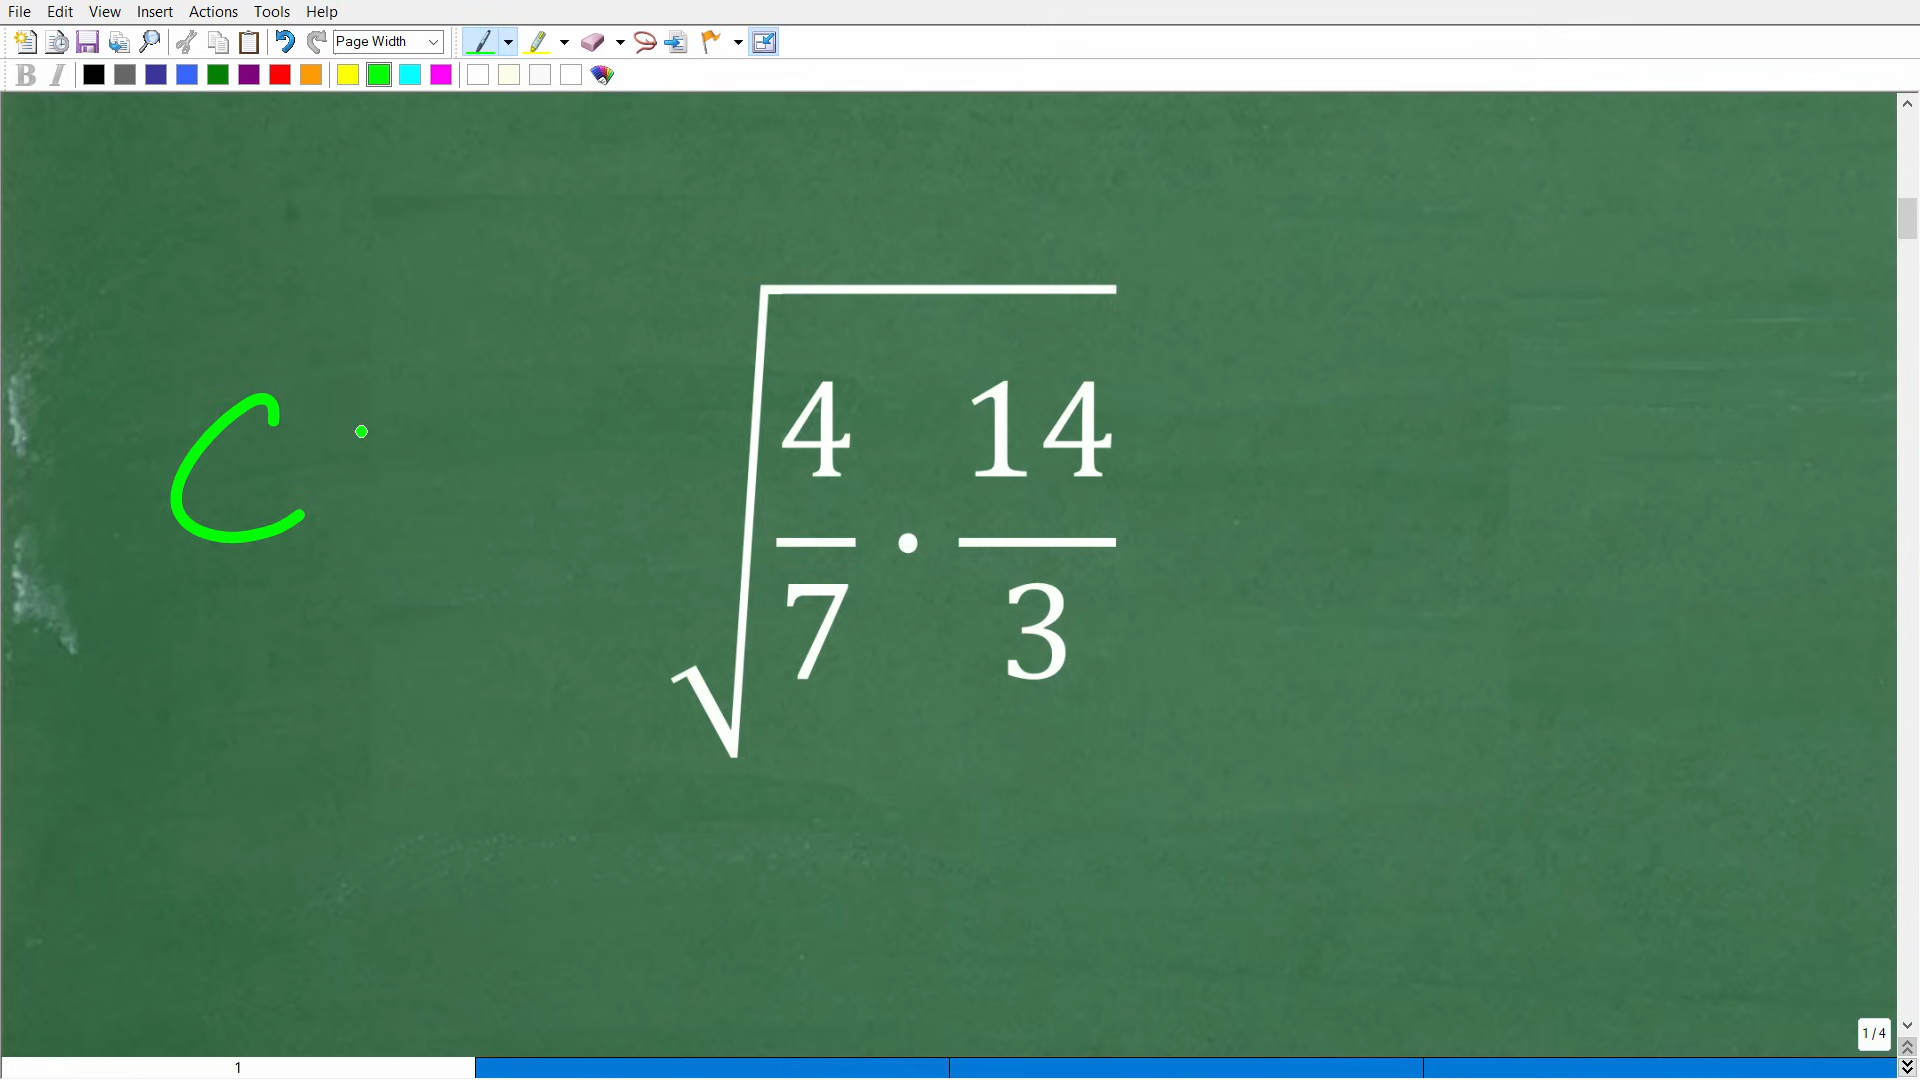 File Edit View Insert Actions Tools Help
Page Width
B I
C
√ 4/7 · 14/3
1 / 4
1